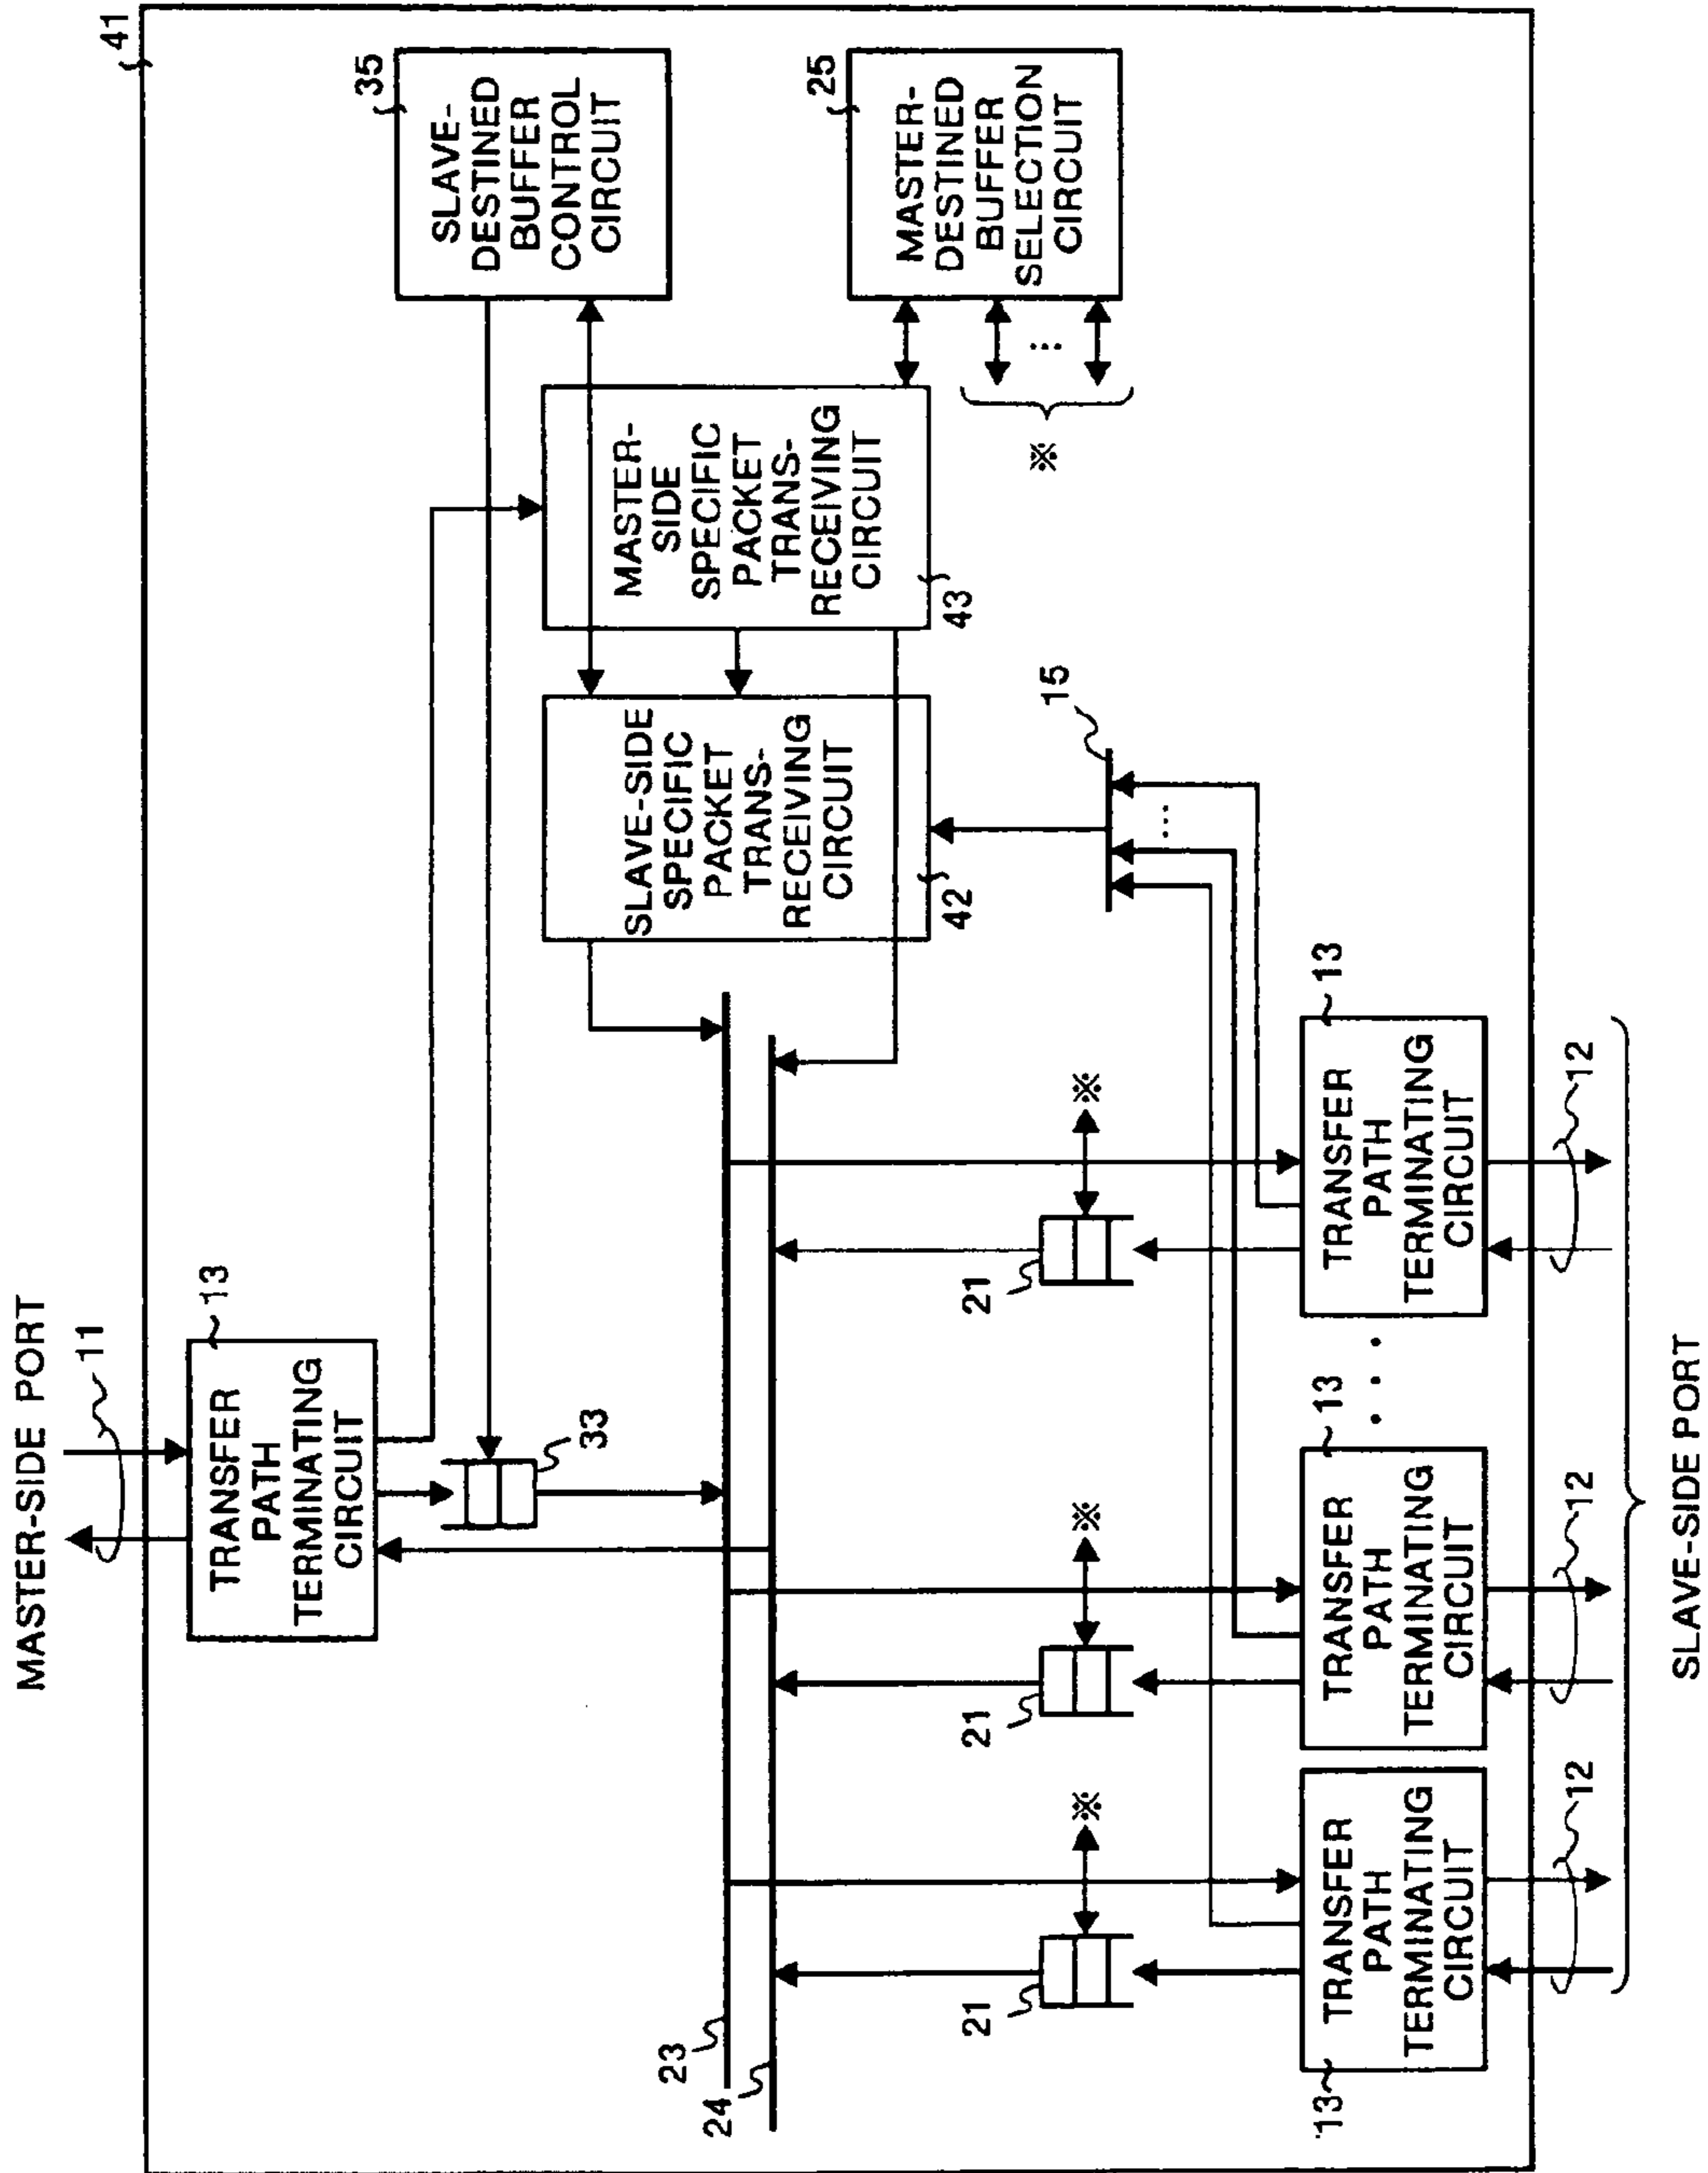 MASTER-SIDE PORT
11
41
13
TRANSFER
PATH
TERMINATING
CIRCUIT
33
35
SLAVE-
DESTINED
BUFFER
CONTROL
CIRCUIT
25
MASTER-
DESTINED
BUFFER
SELECTION
CIRCUIT
...
※
MASTER-
SIDE
SPECIFIC
PACKET
TRANS-
RECEIVING
CIRCUIT
43
SLAVE-SIDE
SPECIFIC
PACKET
TRANS-
RECEIVING
CIRCUIT
42
15
...
23
24
21
※
21
※
21
※
13
TRANSFER
PATH
TERMINATING
CIRCUIT
12
13
TRANSFER
PATH
TERMINATING
CIRCUIT
12
. . . .
13
TRANSFER
PATH
TERMINATING
CIRCUIT
12
SLAVE-SIDE PORT